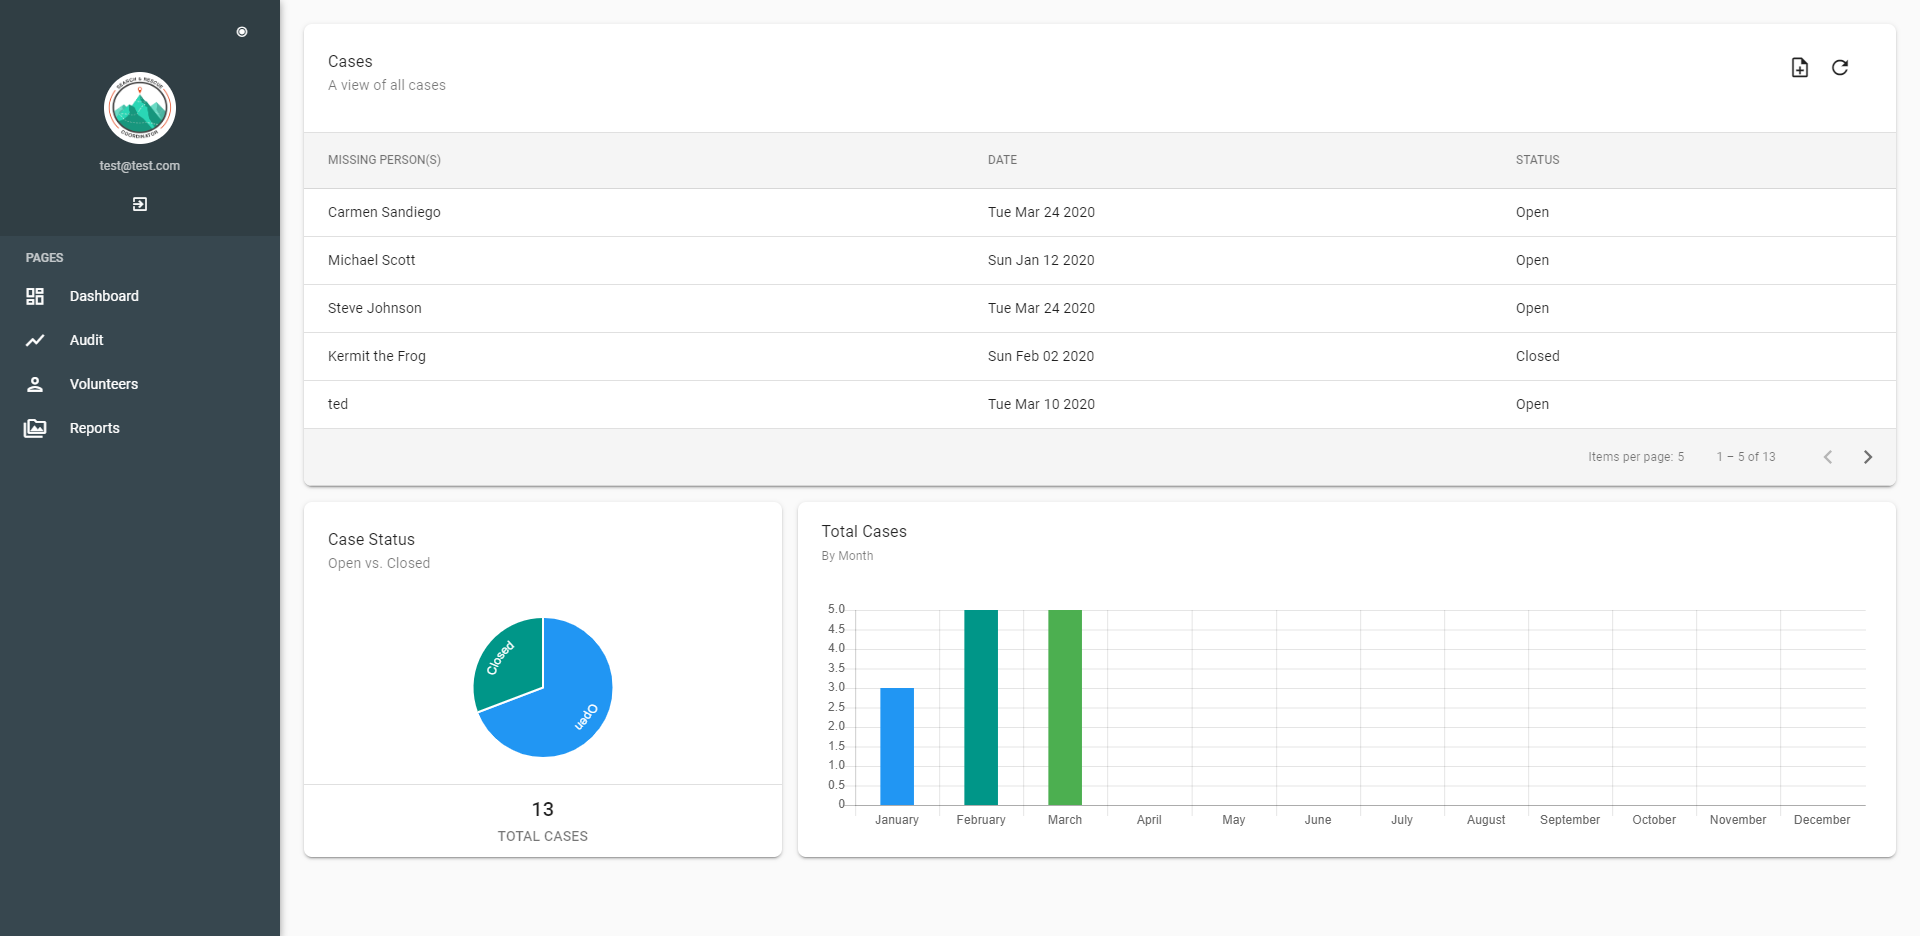 SEARCH & RESCUE
COORDINATOR
test@test.com
PAGES
Dashboard
Audit
Volunteers
Reports
Cases
A view of all cases
MISSING PERSON(S) DATE STATUS
Carmen Sandiego Tue Mar 24 2020 Open
Michael Scott Sun Jan 12 2020 Open
Steve Johnson Tue Mar 24 2020 Open
Kermit the Frog Sun Feb 02 2020 Closed
ted Tue Mar 10 2020 Open
Items per page: 5 1 – 5 of 13
Case Status
Open vs. Closed
Closed
Open
13
TOTAL CASES
Total Cases
By Month
5.0
4.5
4.0
3.5
3.0
2.5
2.0
1.5
1.0
0.5
0
January February March April May June July August September October November December